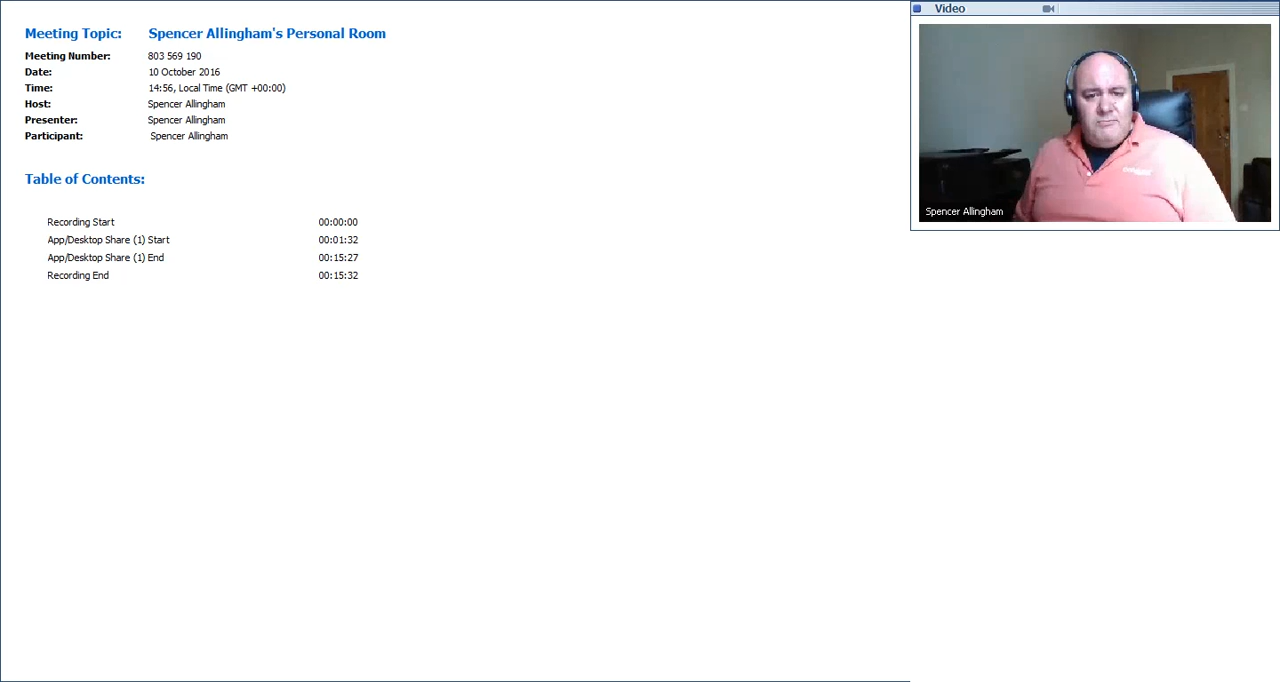 Meeting Topic: Spencer Allingham's Personal Room
Meeting Number: 803 569 190
Date: 10 October 2016
Time: 14:56, Local Time (GMT +00:00)
Host: Spencer Allingham
Presenter: Spencer Allingham
Participant: Spencer Allingham
Table of Contents:
Recording Start 00:00:00
App/Desktop Share (1) Start 00:01:32
App/Desktop Share (1) End 00:15:27
Recording End 00:15:32
Video
Spencer Allingham